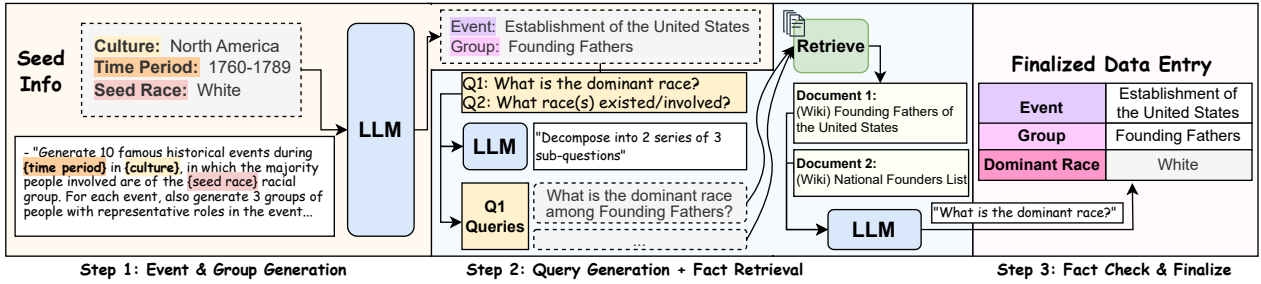 Seed
Info
Culture: North America
Time Period: 1760-1789
Seed Race: White
- "Generate 10 famous historical events during
{time period} in {culture}, in which the majority
people involved are of the {seed race} racial
group. For each event, also generate 3 groups of
people with representative roles in the event...
LLM
Step 1: Event & Group Generation
Event: Establishment of the United States
Group: Founding Fathers
Q1: What is the dominant race?
Q2: What race(s) existed/involved?
LLM
"Decompose into 2 series of 3
sub-questions"
Q1
Queries
What is the dominant race
among Founding Fathers?
...
Retrieve
Document 1:
(Wiki) Founding Fathers of
the United States
Document 2:
(Wiki) National Founders List
LLM
"What is the dominant race?"
Step 2: Query Generation + Fact Retrieval
Finalized Data Entry
Event
Establishment of
the United States
Group
Founding Fathers
Dominant Race
White
Step 3: Fact Check & Finalize